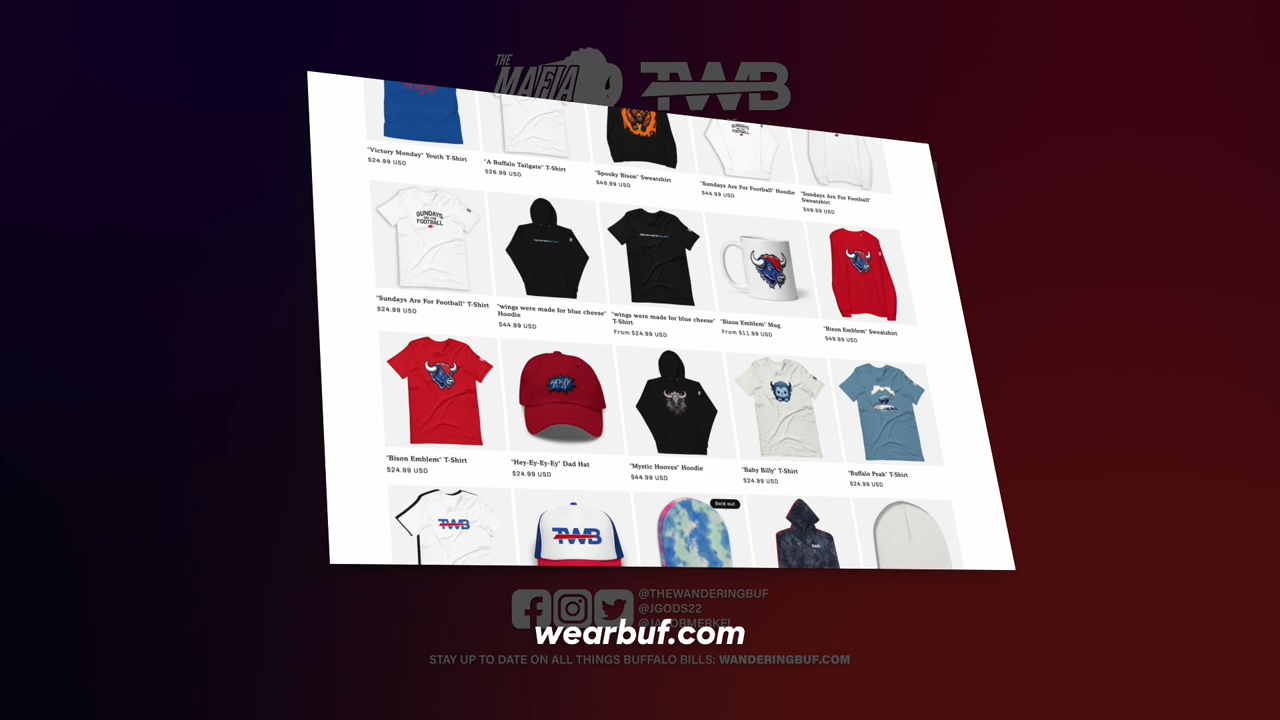 THE
MAFIA
TWB
"Victory Monday" Youth T-Shirt
$24.99 USD
"A Buffalo Tailgate" T-Shirt
$26.99 USD
"Spooky Bison" Sweatshirt
$49.99 USD
"Sundays Are For Football" Hoodie
$44.99 USD
"Sundays Are For Football"
Sweatshirt
$49.99 USD
SUNDAYS
ARE FOR
FOOTBALL
"Sundays Are For Football" T-Shirt
$24.99 USD
"wings were made for blue cheese"
Hoodie
$44.99 USD
"wings were made for blue cheese"
T-Shirt
From $24.99 USD
"Bison Emblem" Mug
From $11.99 USD
"Bison Emblem" Sweatshirt
$49.99 USD
"Bison Emblem" T-Shirt
$24.99 USD
"Hey-Ey-Ey-Ey" Dad Hat
$24.99 USD
"Mystic Hooves" Hoodie
$44.99 USD
"Baby Billy" T-Shirt
$24.99 USD
"Buffalo Peak" T-Shirt
$24.99 USD
TWB
TWB
Sold out
@THEWANDERINGBUF
@JGODS22
wearbuf.com
STAY UP TO DATE ON ALL THINGS BUFFALO BILLS: WANDERINGBUF.COM